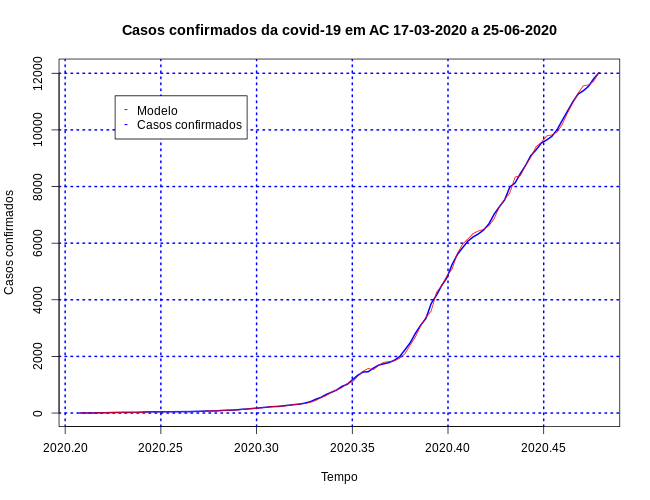 Casos confirmados da covid-19 em AC 17-03-2020 a 25-06-2020
12000
10000
8000
6000
4000
2000
0
Casos confirmados
- Modelo
- Casos confirmados
2020.20 2020.25 2020.30 2020.35 2020.40 2020.45
Tempo